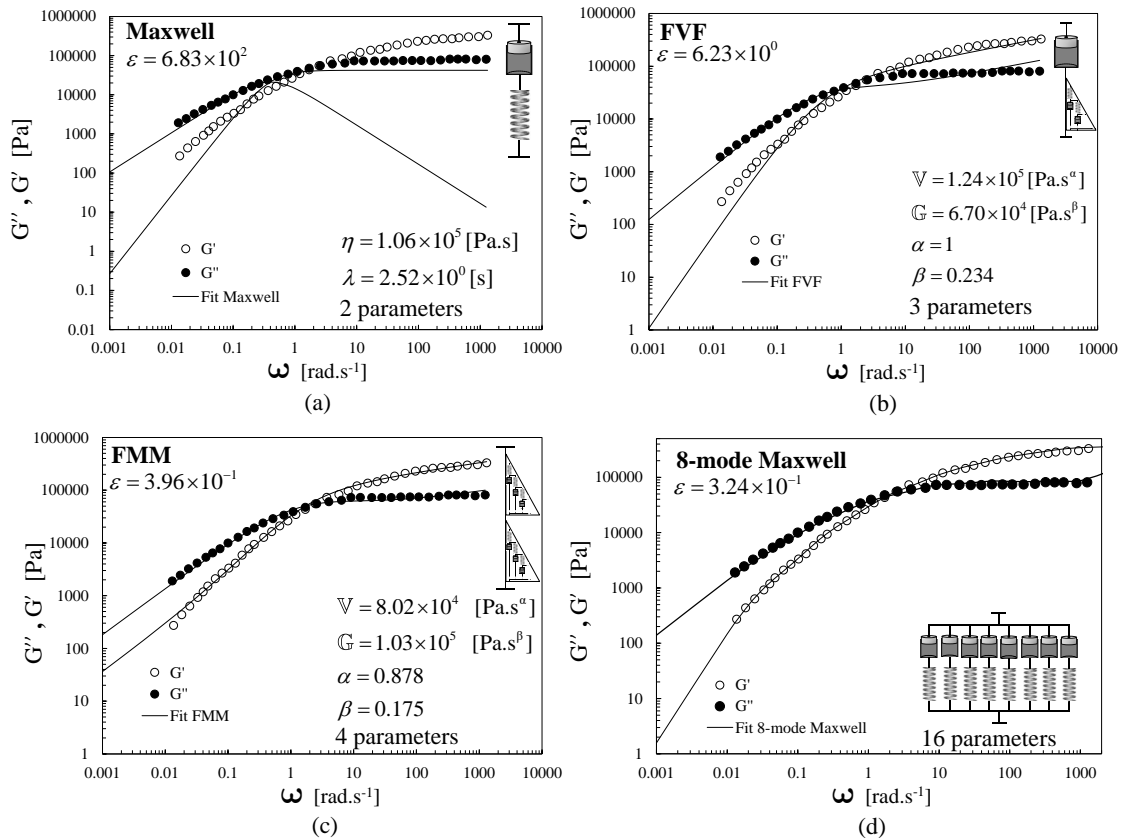 Maxwell
ε = 6.83×10²
G'' , G' [Pa]
1000000
100000
10000
1000
100
10
1
0.1
0.01
G'
G''
Fit Maxwell
η = 1.06×10⁵ [Pa.s]
λ = 2.52×10⁰ [s]
2 parameters
0.001 0.01 0.1 1 10 100 1000 10000
ω [rad.s⁻¹]
(a)
FVF
ε = 6.23×10⁰
G'' , G' [Pa]
1000000
100000
10000
1000
100
10
1
G'
G''
Fit FVF
𝕍 = 1.24×10⁵ [Pa.s^α]
𝔾 = 6.70×10⁴ [Pa.s^β]
α = 1
β = 0.234
3 parameters
0.001 0.01 0.1 1 10 100 1000 10000
ω [rad.s⁻¹]
(b)
FMM
ε = 3.96×10⁻¹
G'' , G' [Pa]
1000000
100000
10000
1000
100
10
1
G'
G''
Fit FMM
𝕍 = 8.02×10⁴ [Pa.s^α]
𝔾 = 1.03×10⁵ [Pa.s^β]
α = 0.878
β = 0.175
4 parameters
0.001 0.01 0.1 1 10 100 1000 10000
ω [rad.s⁻¹]
(c)
8-mode Maxwell
ε = 3.24×10⁻¹
G'' , G' [Pa]
100000
10000
1000
100
10
1
G'
G''
Fit 8-mode Maxwell
16 parameters
0.001 0.01 0.1 1 10 100 1000
ω [rad.s⁻¹]
(d)